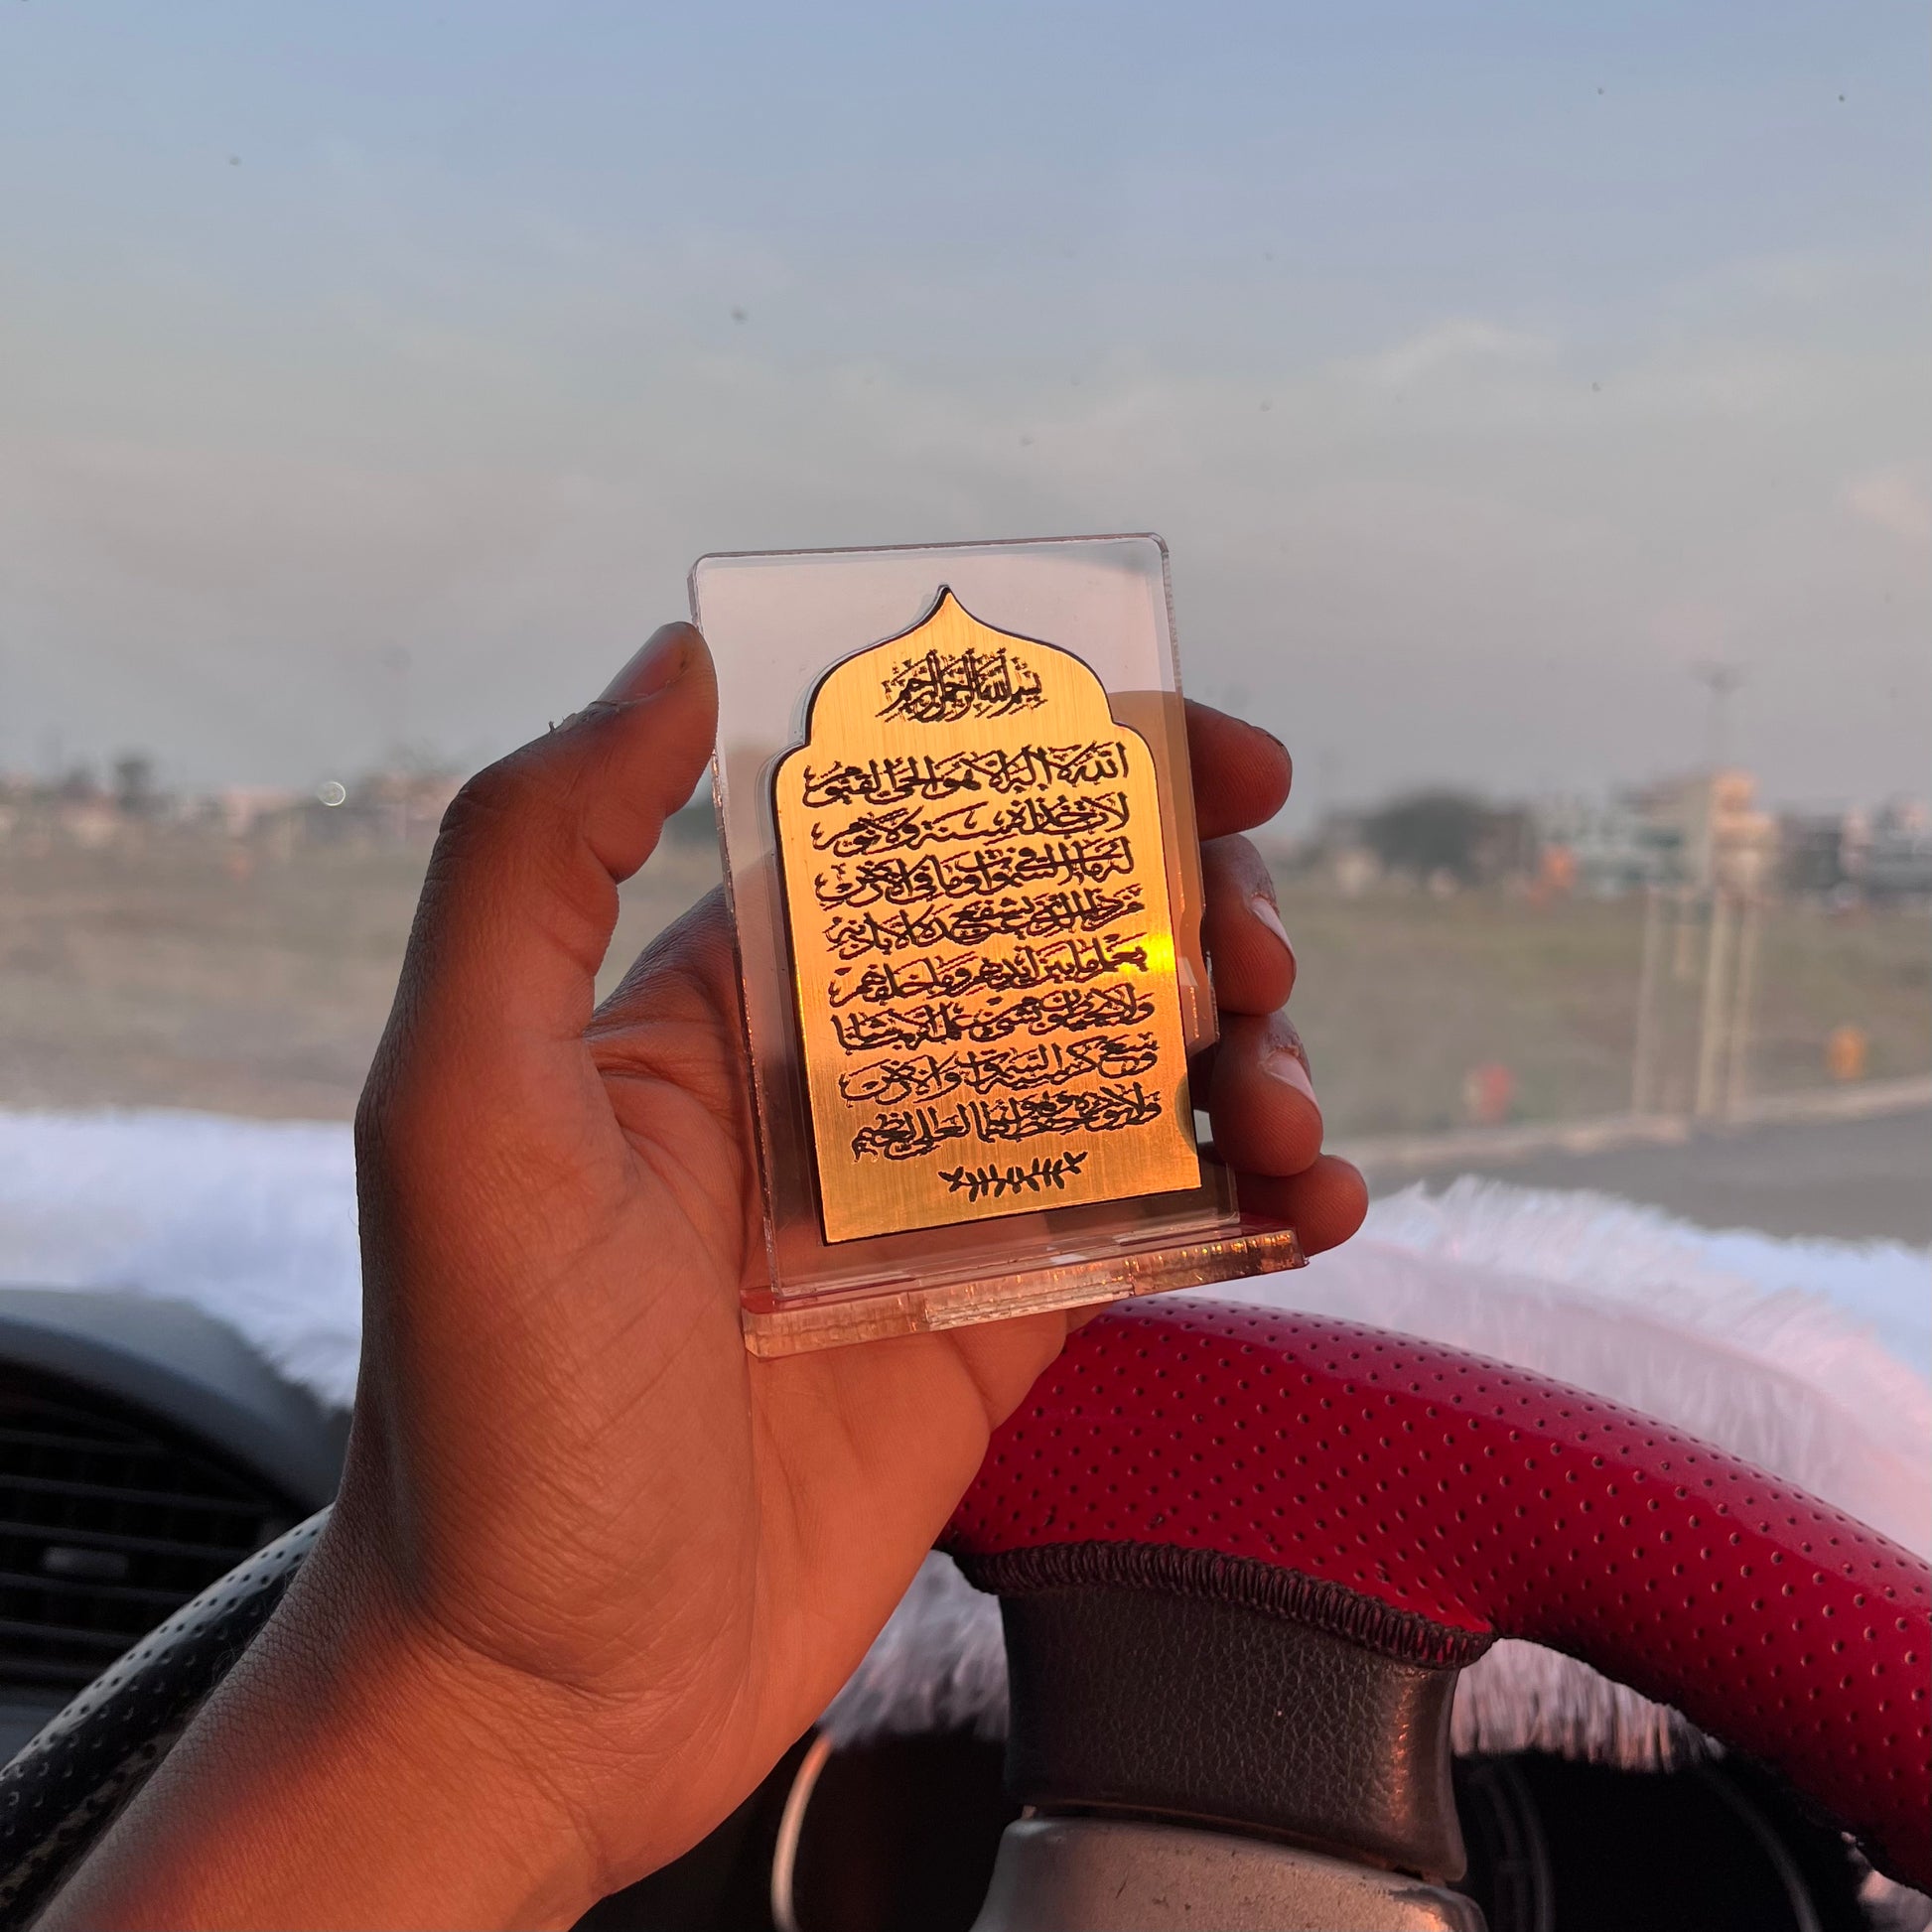 بسم الله الرحمن الرحيم
الله لا إله إلا هو الحي القيوم
لا تأخذه سنة ولا نوم
له ما في السموات وما في الأرض
من ذا الذي يشفع عنده إلا بإذنه
يعلم ما بين أيديهم وما خلفهم
ولا يحيطون بشيء من علمه إلا بما شاء
وسع كرسيه السموات والأرض
ولا يؤده حفظهما وهو العلي العظيم